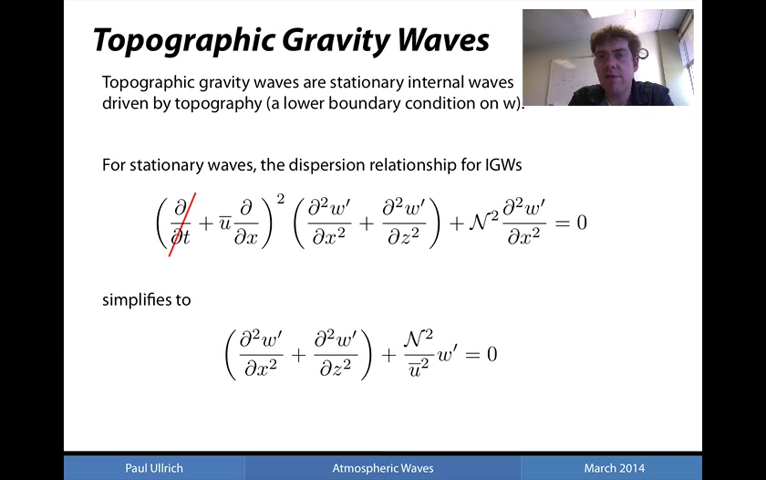 Topographic Gravity Waves
Topographic gravity waves are stationary internal waves
driven by topography (a lower boundary condition on w).
For stationary waves, the dispersion relationship for IGWs
(∂/∂t + u̅ ∂/∂x)² (∂²w′/∂x² + ∂²w′/∂z²) + 𝒩² ∂²w′/∂x² = 0
simplifies to
(∂²w′/∂x² + ∂²w′/∂z²) + 𝒩²/u̅² w′ = 0
Paul Ullrich Atmospheric Waves March 2014